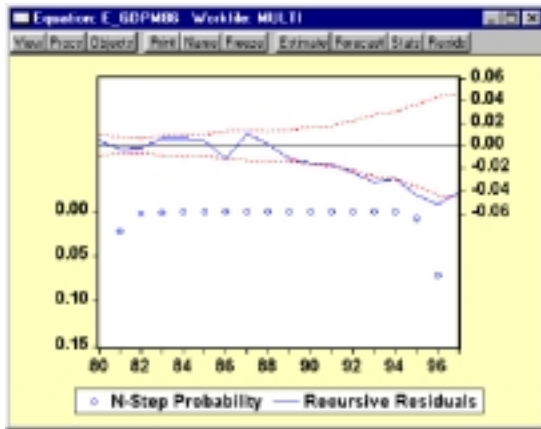 Equation: E_GDPM86 Workfile: MULTI
View Procs Objects Print Name Freeze Estimate Forecast Stats Resids
0.06
0.04
0.02
0.00
-0.02
-0.04
-0.06
0.00
0.05
0.10
0.15
80 82 84 86 88 90 92 94 96
N-Step Probability Recursive Residuals